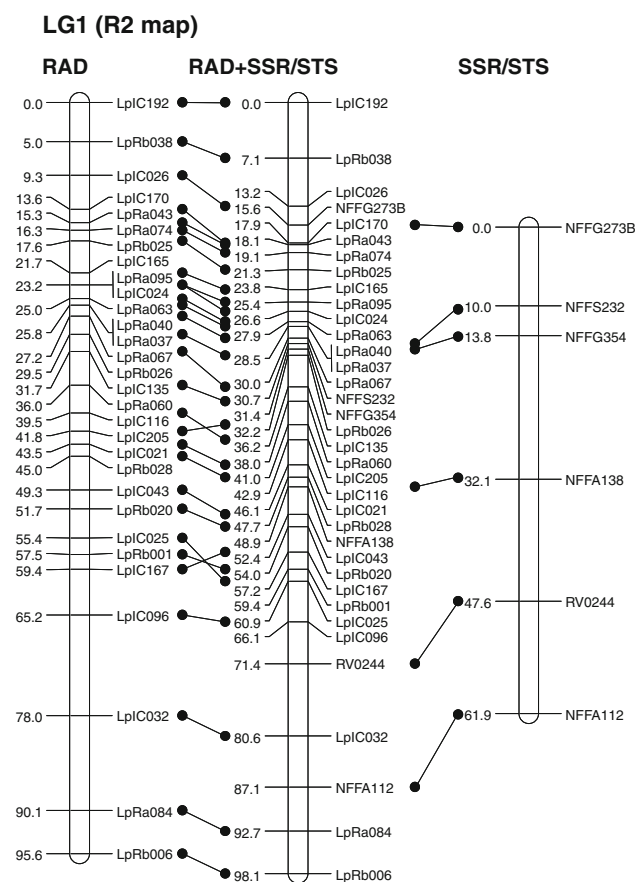 LG1 (R2 map)
RAD
0.0 LpIC192
5.0 LpRb038
9.3 LpIC026
13.6 LpIC170
15.3 LpRa043
16.3 LpRa074
17.6 LpRb025
21.7 LpIC165
23.2 LpRa095
LpIC024
25.0 LpRa063
25.8 LpRa040
LpRa037
27.2 LpRa067
29.5 LpRb026
31.7 LpIC135
36.0 LpRa060
39.5 LpIC116
41.8 LpIC205
43.5 LpIC021
45.0 LpRb028
49.3 LpIC043
51.7 LpRb020
55.4 LpIC025
57.5 LpRb001
59.4 LpIC167
65.2 LpIC096
78.0 LpIC032
90.1 LpRa084
95.6 LpRb006
RAD+SSR/STS
0.0 LpIC192
7.1 LpRb038
13.2 LpIC026
15.6 NFFG273B
17.9 LpIC170
18.1 LpRa043
19.1 LpRa074
21.3 LpRb025
23.8 LpIC165
25.4 LpRa095
26.6 LpIC024
27.9 LpRa063
28.5 LpRa040
LpRa037
30.0 LpRa067
30.7 NFFS232
31.4 NFFG354
32.2 LpRb026
36.2 LpIC135
38.0 LpRa060
41.0 LpIC205
42.9 LpIC116
46.1 LpIC021
47.7 LpRb028
48.9 NFFA138
52.4 LpIC043
54.0 LpRb020
57.2 LpIC167
59.4 LpRb001
60.9 LpIC025
66.1 LpIC096
71.4 RV0244
80.6 LpIC032
87.1 NFFA112
92.7 LpRa084
98.1 LpRb006
SSR/STS
0.0 NFFG273B
10.0 NFFS232
13.8 NFFG354
32.1 NFFA138
47.6 RV0244
61.9 NFFA112